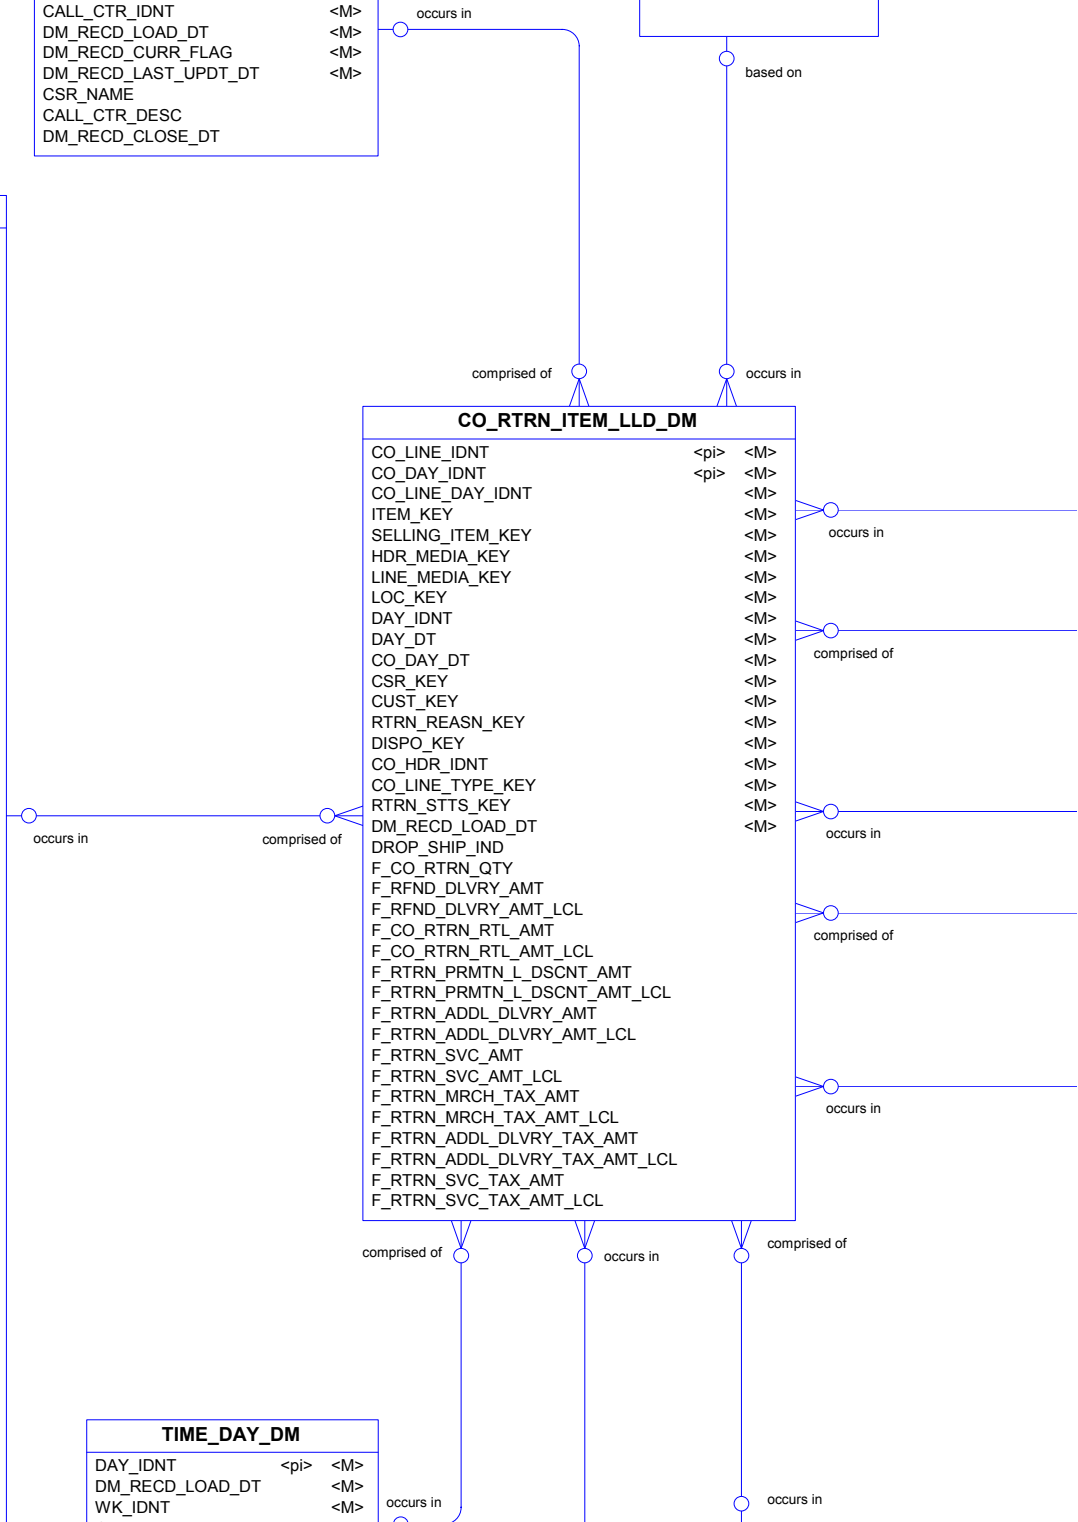 CALL_CTR_IDNT <M>
DM_RECD_LOAD_DT <M>
DM_RECD_CURR_FLAG <M>
DM_RECD_LAST_UPDT_DT <M>
CSR_NAME
CALL_CTR_DESC
DM_RECD_CLOSE_DT
occurs in
based on
comprised of
occurs in
CO_RTRN_ITEM_LLD_DM
CO_LINE_IDNT <pi> <M>
CO_DAY_IDNT <pi> <M>
CO_LINE_DAY_IDNT <M>
ITEM_KEY <M>
SELLING_ITEM_KEY <M>
HDR_MEDIA_KEY <M>
LINE_MEDIA_KEY <M>
LOC_KEY <M>
DAY_IDNT <M>
DAY_DT <M>
CO_DAY_DT <M>
CSR_KEY <M>
CUST_KEY <M>
RTRN_REASN_KEY <M>
DISPO_KEY <M>
CO_HDR_IDNT <M>
CO_LINE_TYPE_KEY <M>
RTRN_STTS_KEY <M>
DM_RECD_LOAD_DT <M>
DROP_SHIP_IND
F_CO_RTRN_QTY
F_RFND_DLVRY_AMT
F_RFND_DLVRY_AMT_LCL
F_CO_RTRN_RTL_AMT
F_CO_RTRN_RTL_AMT_LCL
F_RTRN_PRMTN_L_DSCNT_AMT
F_RTRN_PRMTN_L_DSCNT_AMT_LCL
F_RTRN_ADDL_DLVRY_AMT
F_RTRN_ADDL_DLVRY_AMT_LCL
F_RTRN_SVC_AMT
F_RTRN_SVC_AMT_LCL
F_RTRN_MRCH_TAX_AMT
F_RTRN_MRCH_TAX_AMT_LCL
F_RTRN_ADDL_DLVRY_TAX_AMT
F_RTRN_ADDL_DLVRY_TAX_AMT_LCL
F_RTRN_SVC_TAX_AMT
F_RTRN_SVC_TAX_AMT_LCL
occurs in
comprised of
occurs in
comprised of
occurs in
occurs in
comprised of
comprised of
occurs in
comprised of
TIME_DAY_DM
DAY_IDNT <pi> <M>
DM_RECD_LOAD_DT <M>
WK_IDNT <M>
occurs in
occurs in